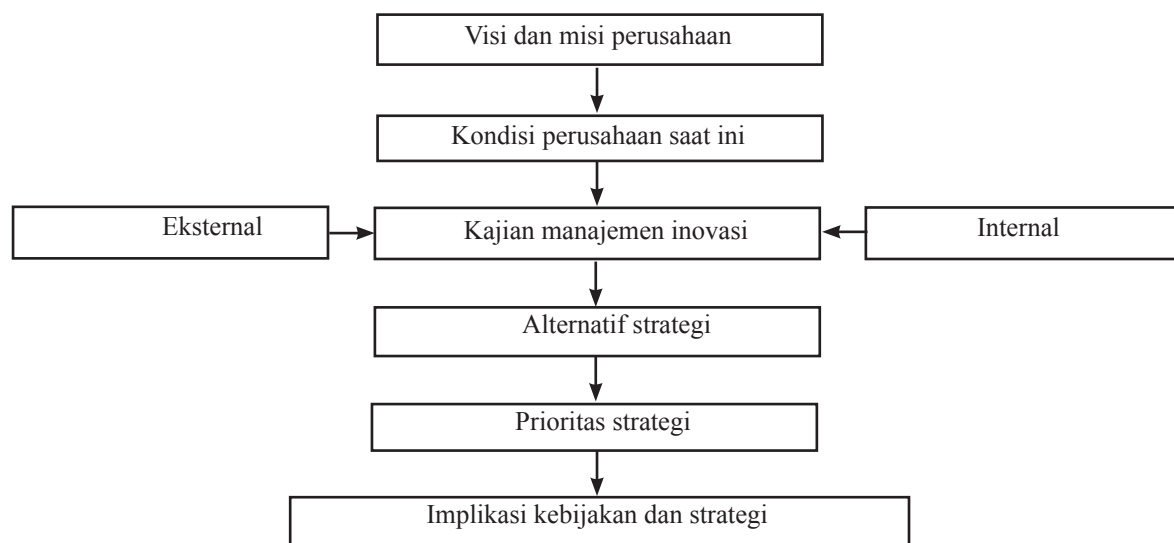 Visi dan misi perusahaan
Kondisi perusahaan saat ini
Eksternal
Kajian manajemen inovasi
Internal
Alternatif strategi
Prioritas strategi
Implikasi kebijakan dan strategi